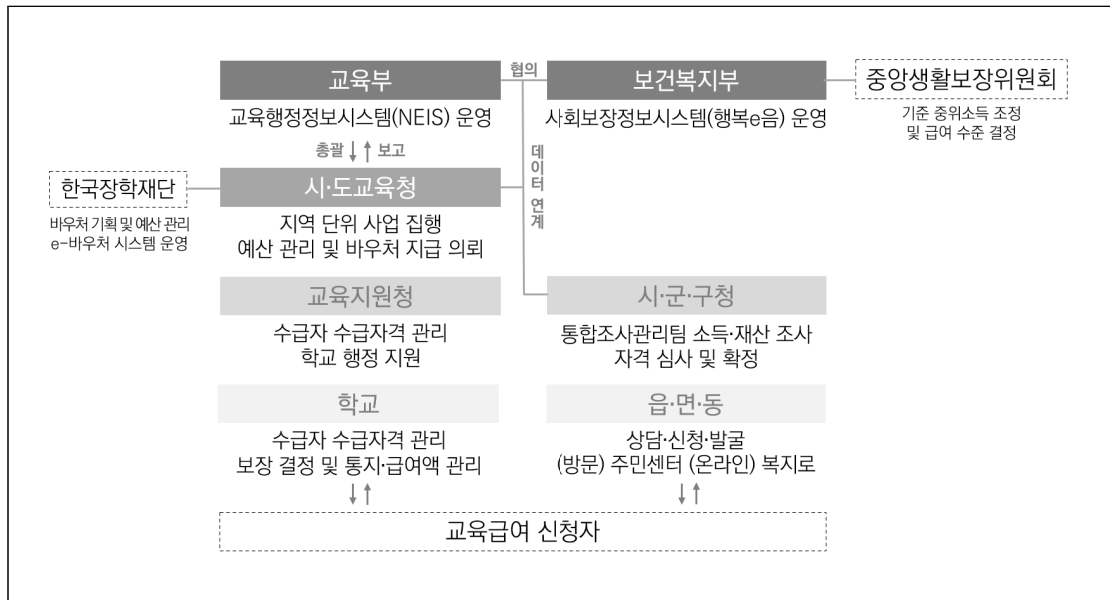 교육부
협의
보건복지부
중앙생활보장위원회
교육행정정보시스템(NEIS) 운영
사회보장정보시스템(행복e음) 운영
기준 중위소득 조정
및 급여 수준 결정
총괄 ↓↑ 보고
데이터 연계
한국장학재단
시·도교육청
바우처 기획 및 예산 관리
e-바우처 시스템 운영
지역 단위 사업 집행
예산 관리 및 바우처 지급 의뢰
교육지원청
시·군·구청
수급자 수급자격 관리
학교 행정 지원
통합조사관리팀 소득·재산 조사
자격 심사 및 확정
학교
읍·면·동
수급자 수급자격 관리
보장 결정 및 통지·급여액 관리
상담·신청·발굴
(방문) 주민센터 (온라인) 복지로
↓↑
↓↑
교육급여 신청자